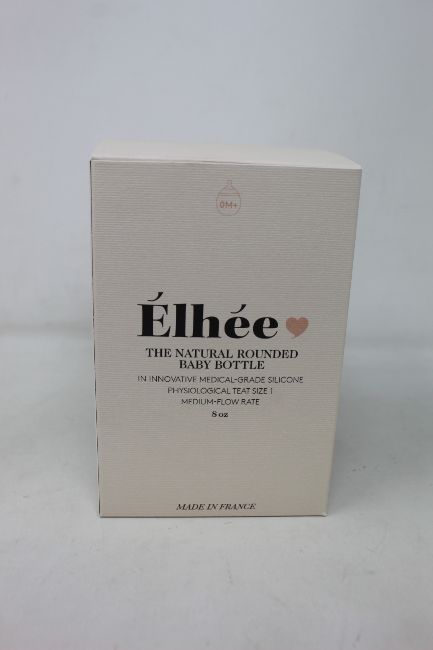 0M+
Élhée
THE NATURAL ROUNDED
BABY BOTTLE
IN INNOVATIVE MEDICAL-GRADE SILICONE
PHYSIOLOGICAL TEAT SIZE 1
MEDIUM-FLOW RATE
8 oz
MADE IN FRANCE